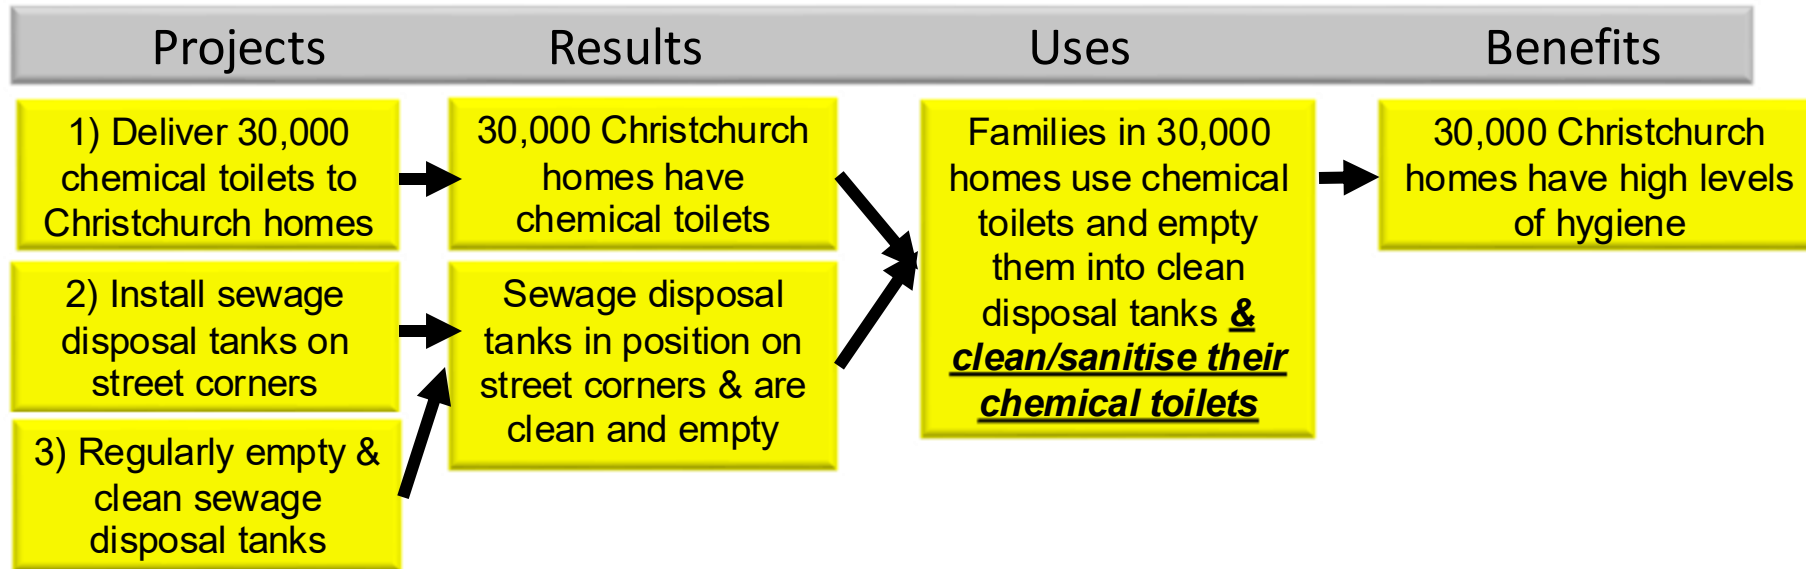 Projects
Results
Uses
Benefits
1) Deliver 30,000
chemical toilets to
Christchurch homes
30,000 Christchurch
homes have
chemical toilets
Families in 30,000
homes use chemical
toilets and empty
them into clean
disposal tanks &
clean/sanitise their
chemical toilets
30,000 Christchurch
homes have high levels
of hygiene
2) Install sewage
disposal tanks on
street corners
Sewage disposal
tanks in position on
street corners & are
clean and empty
3) Regularly empty &
clean sewage
disposal tanks